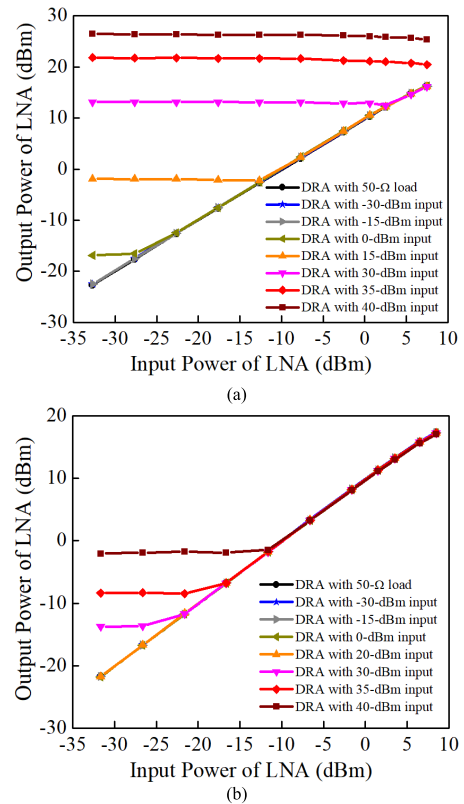 30
20
10
0
-10
-20
-30
Output Power of LNA (dBm)
DRA with 50-Ω load
DRA with -30-dBm input
DRA with -15-dBm input
DRA with 0-dBm input
DRA with 15-dBm input
DRA with 30-dBm input
DRA with 35-dBm input
DRA with 40-dBm input
-35 -30 -25 -20 -15 -10 -5 0 5 10
Input Power of LNA (dBm)
(a)
20
10
0
-10
-20
-30
Output Power of LNA (dBm)
DRA with 50-Ω load
DRA with -30-dBm input
DRA with -15-dBm input
DRA with 0-dBm input
DRA with 20-dBm input
DRA with 30-dBm input
DRA with 35-dBm input
DRA with 40-dBm input
-35 -30 -25 -20 -15 -10 -5 0 5 10
Input Power of LNA (dBm)
(b)